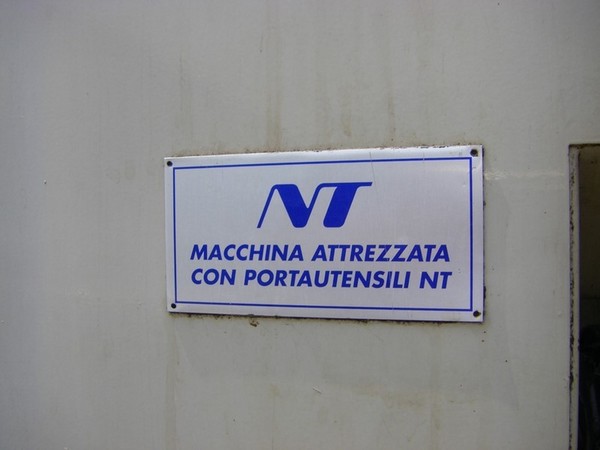 NT
MACCHINA ATTREZZATA
CON PORTAUTENSILI NT